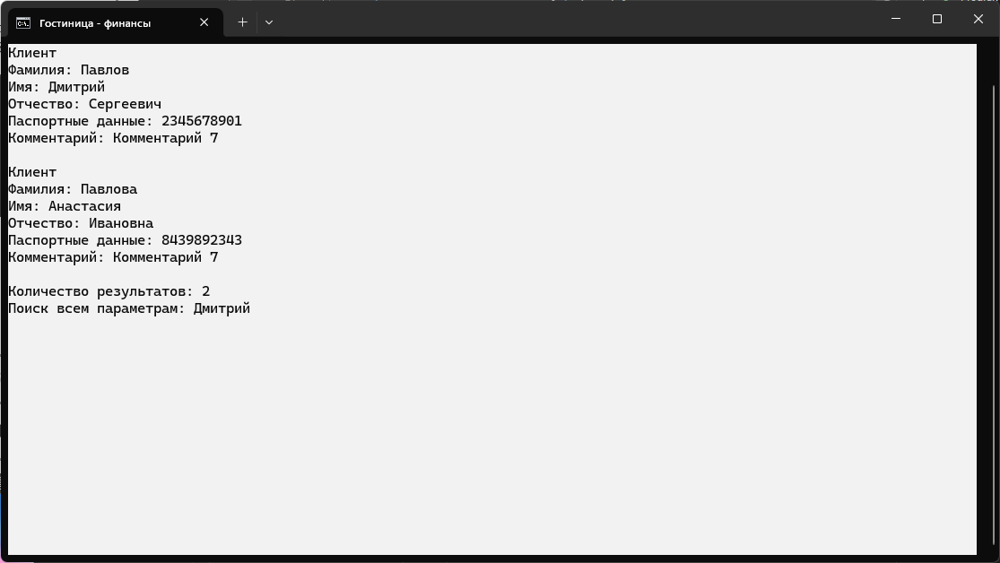 Гостиница - финансы
Клиент
Фамилия: Павлов
Имя: Дмитрий
Отчество: Сергеевич
Паспортные данные: 2345678901
Комментарий: Комментарий 7
Клиент
Фамилия: Павлова
Имя: Анастасия
Отчество: Ивановна
Паспортные данные: 8439892343
Комментарий: Комментарий 7
Количество результатов: 2
Поиск всем параметрам: Дмитрий